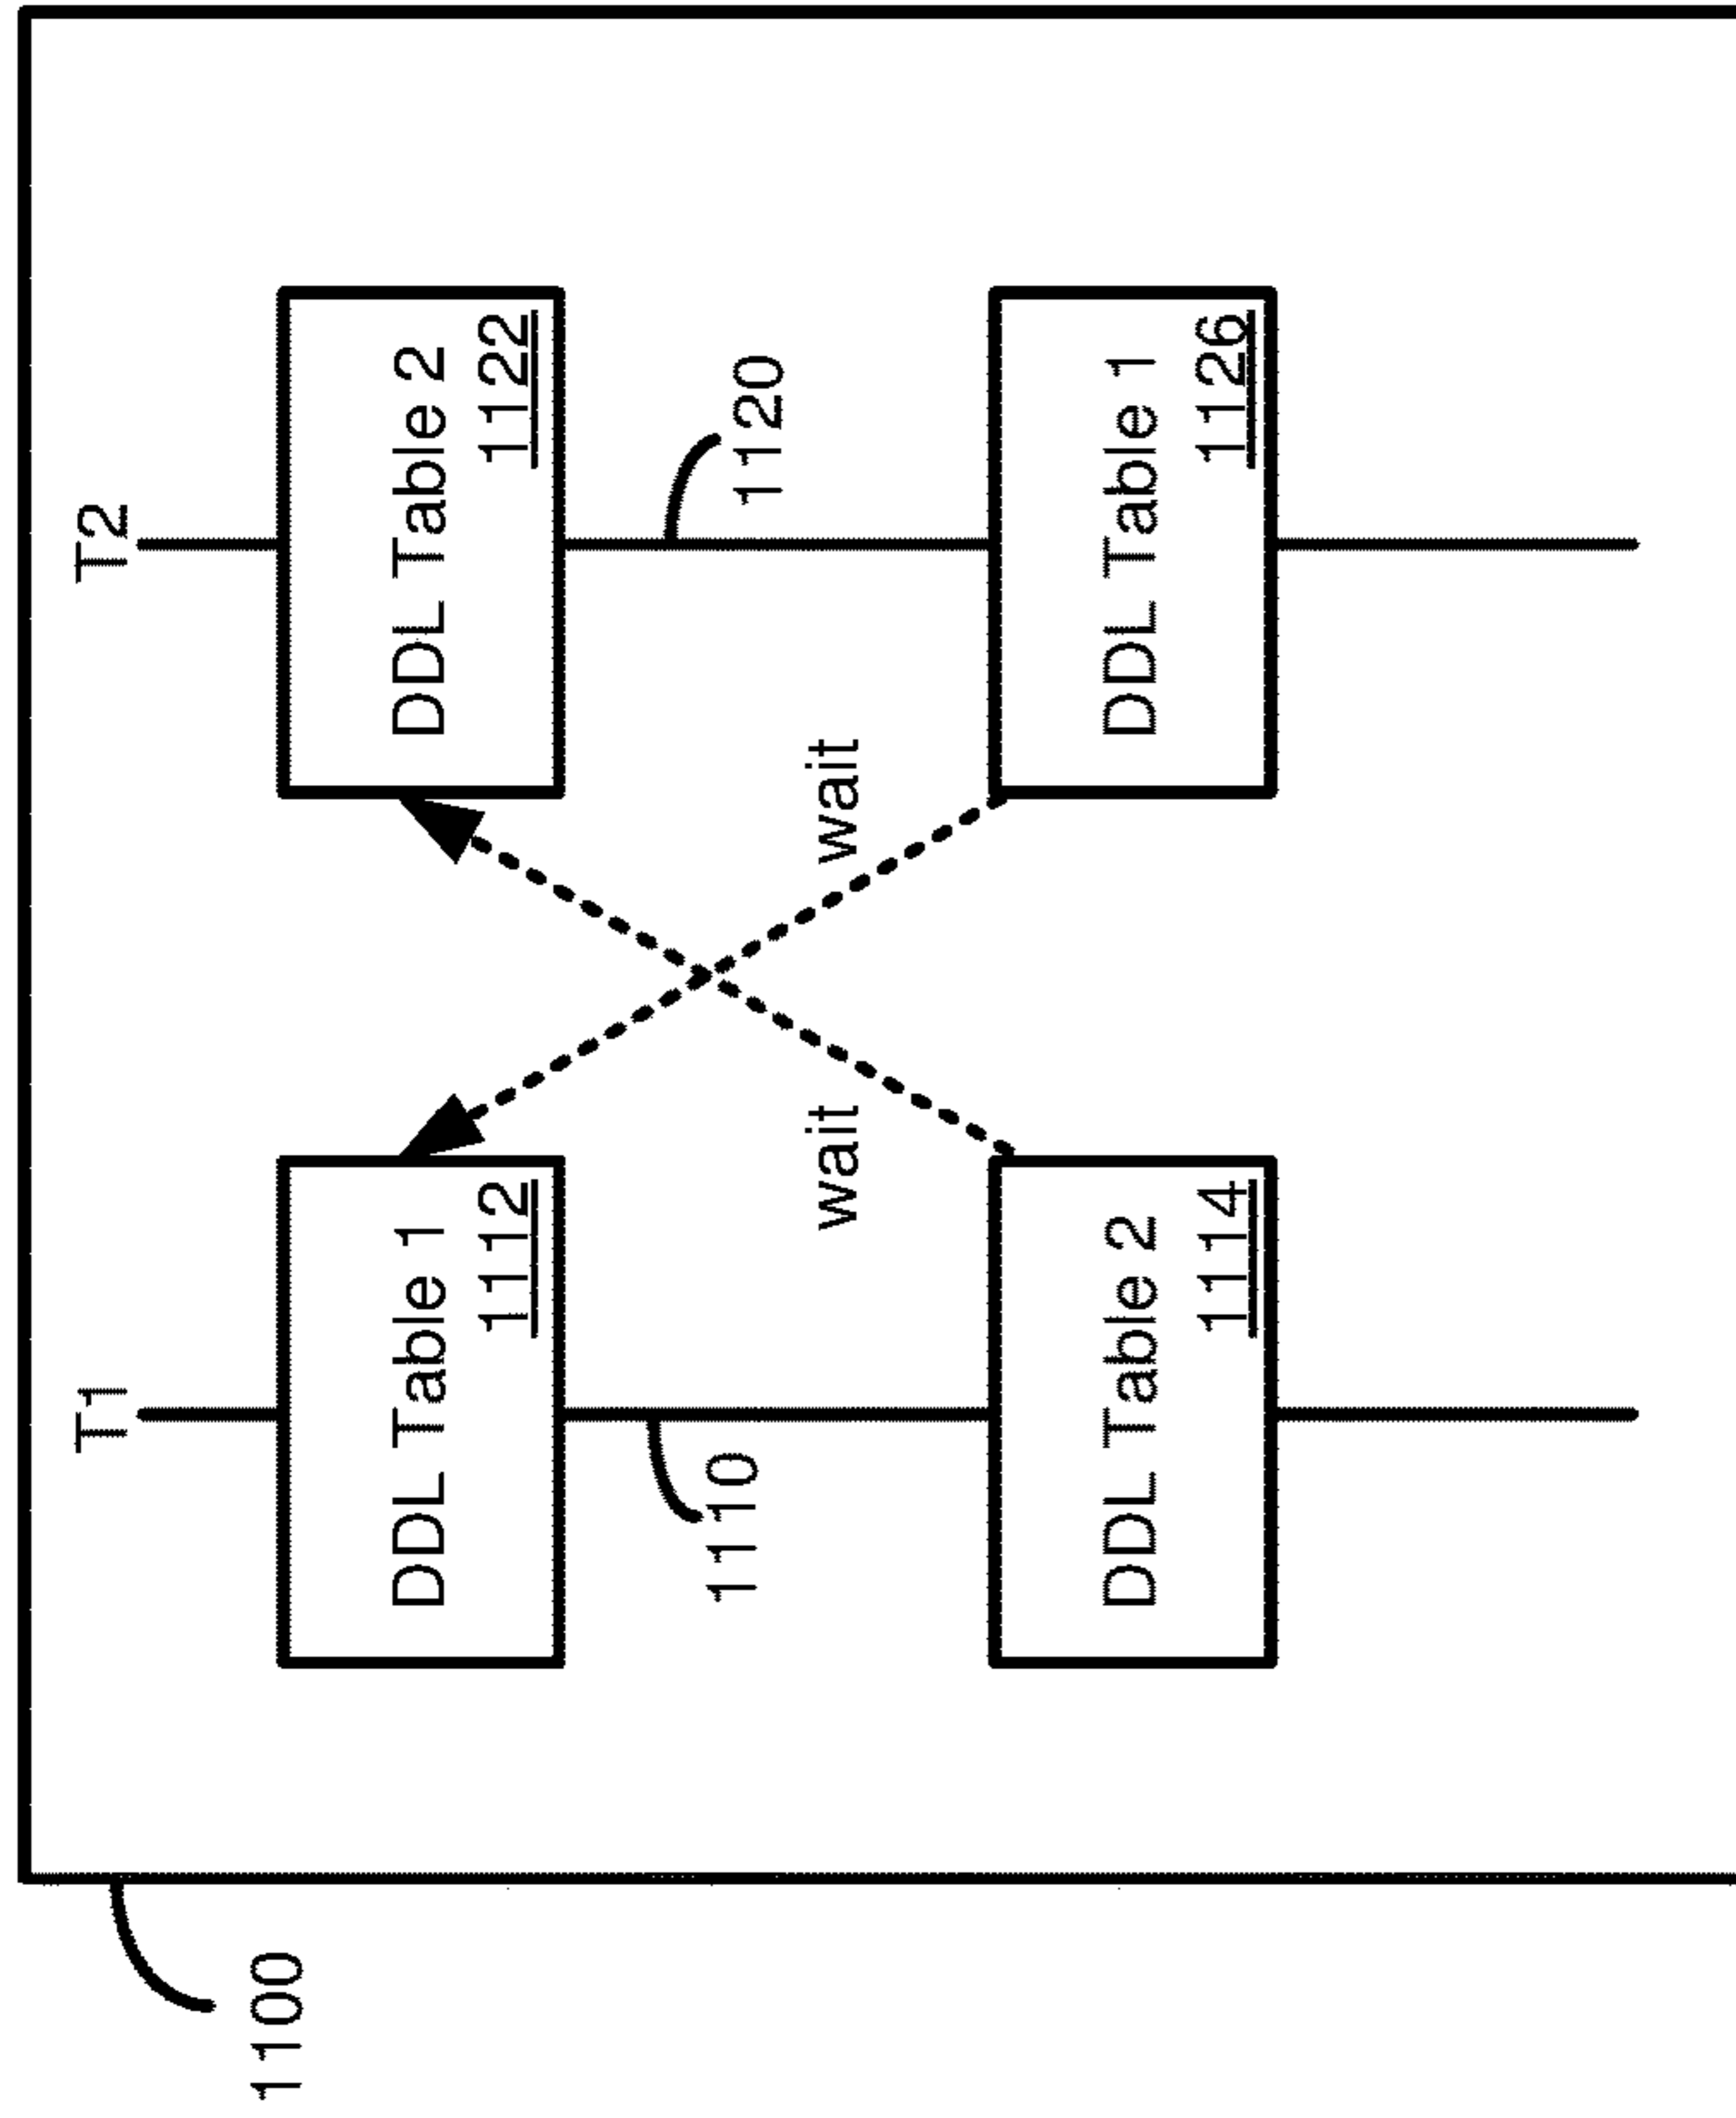 1100
T1
T2
DDL Table 1
1112
DDL Table 2
1122
1110
1120
wait
wait
DDL Table 2
1114
DDL Table 1
1126